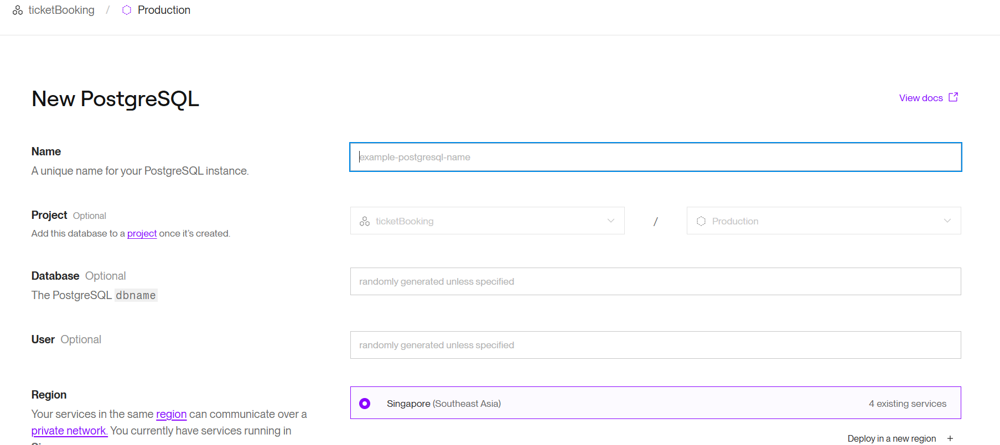 ticketBooking / Production
New PostgreSQL
View docs
Name
A unique name for your PostgreSQL instance.
example-postgresql-name
Project Optional
Add this database to a project once it's created.
ticketBooking / Production
Database Optional
The PostgreSQL dbname
randomly generated unless specified
User Optional
randomly generated unless specified
Region
Your services in the same region can communicate over a
private network. You currently have services running in
Singapore (Southeast Asia) 4 existing services
Deploy in a new region +